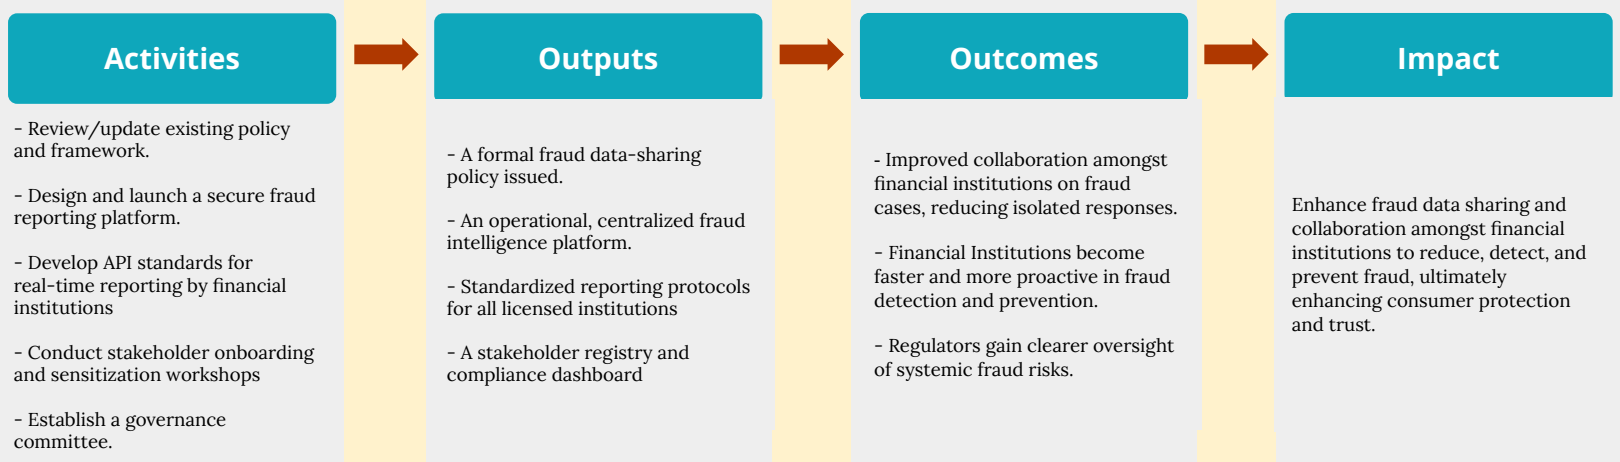 Activities
- Review/update existing policy
and framework.
- Design and launch a secure fraud
reporting platform.
- Develop API standards for
real-time reporting by financial
institutions
- Conduct stakeholder onboarding
and sensitization workshops
- Establish a governance
committee.
Outputs
- A formal fraud data-sharing
policy issued.
- An operational, centralized fraud
intelligence platform.
- Standardized reporting protocols
for all licensed institutions
- A stakeholder registry and
compliance dashboard
Outcomes
- Improved collaboration amongst
financial institutions on fraud
cases, reducing isolated responses.
- Financial Institutions become
faster and more proactive in fraud
detection and prevention.
- Regulators gain clearer oversight
of systemic fraud risks.
Impact
Enhance fraud data sharing and
collaboration amongst financial
institutions to reduce, detect, and
prevent fraud, ultimately
enhancing consumer protection
and trust.